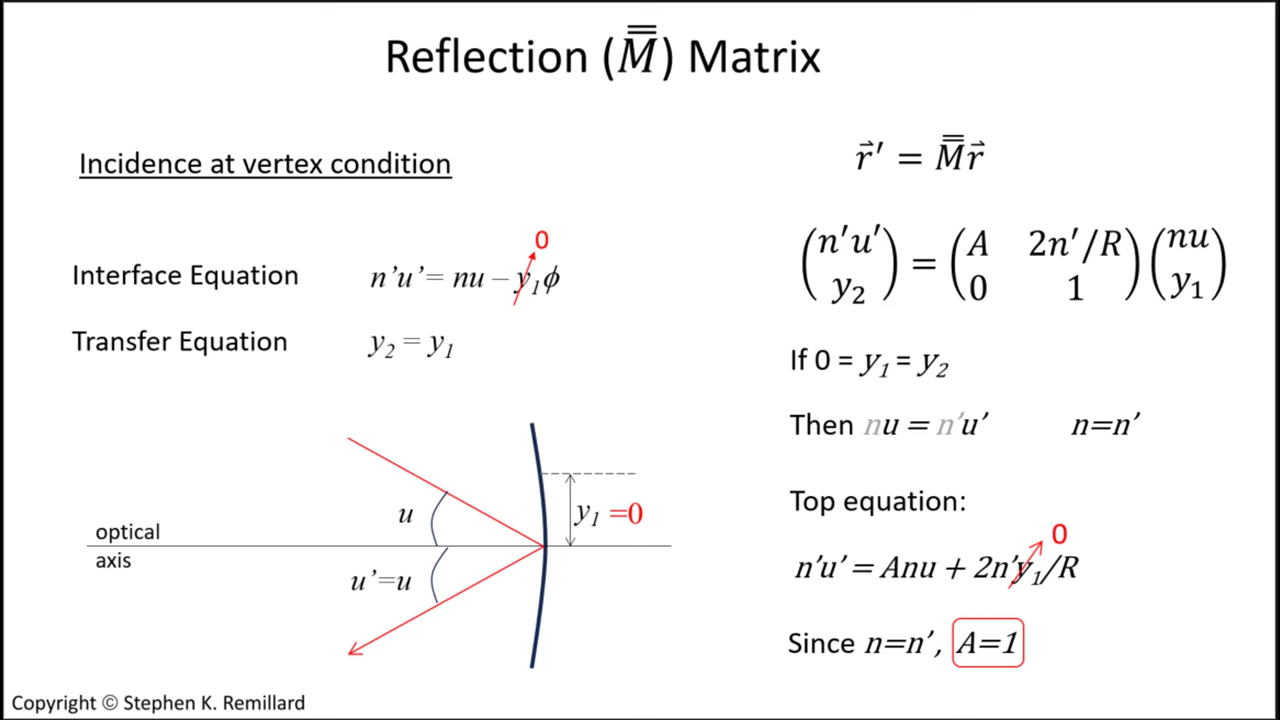 Reflection (M̿) Matrix
Incidence at vertex condition
Interface Equation n’u’= nu – y₁ϕ
0
Transfer Equation y₂ = y₁
u
optical
axis
u’=u
y₁ =0
r⃗ ′ = M̿r⃗
(n′u′ y₂) = (A 2n′/R 0 1)(nu y₁)
If 0 = y₁ = y₂
Then nu = n’u’ n=n’
Top equation:
0
n’u’ = Anu + 2n’y₁/R
Since n=n’, A=1
Copyright © Stephen K. Remillard